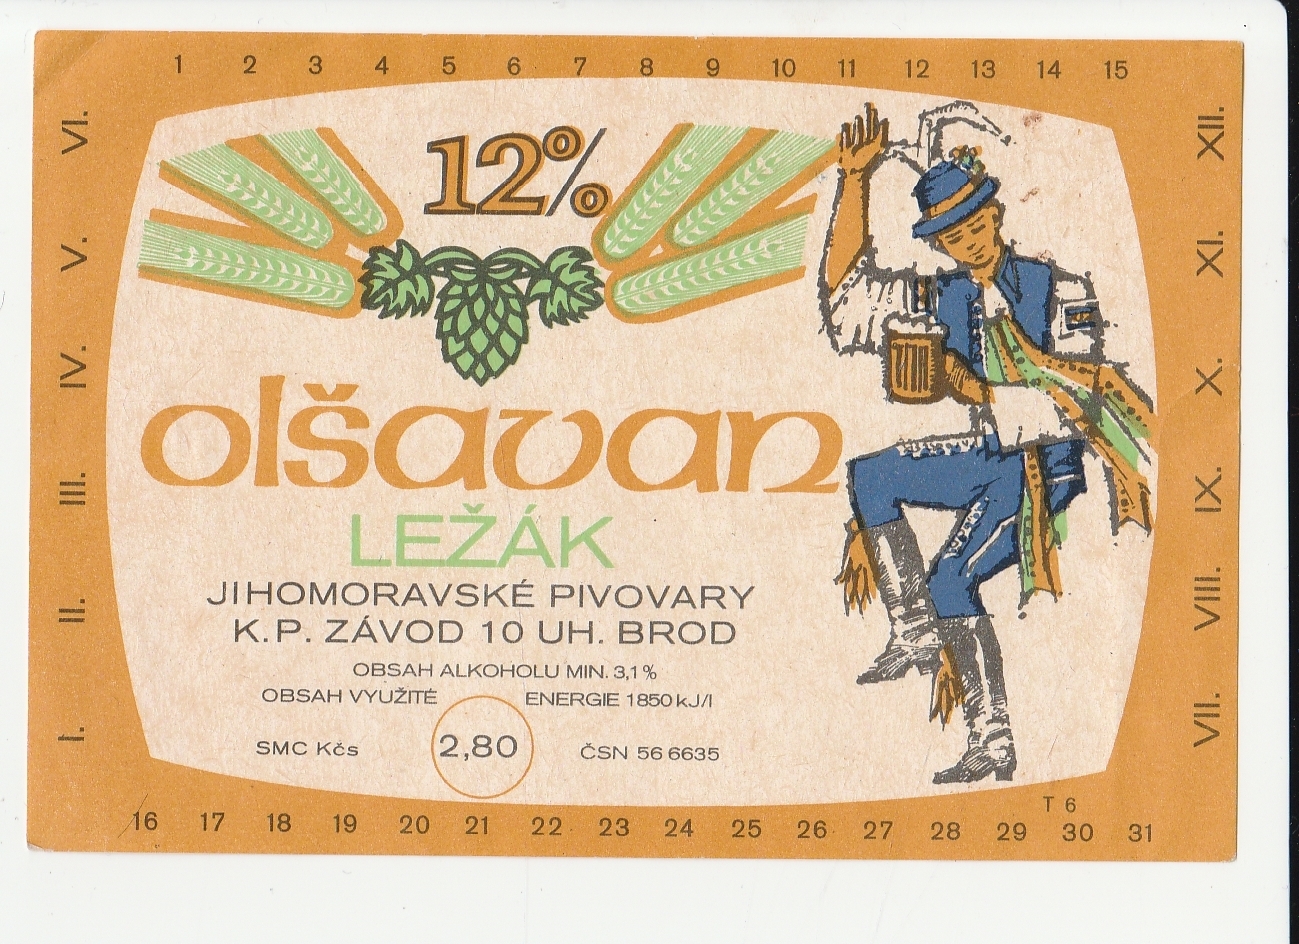 1 2 3 4 5 6 7 8 9 10 11 12 13 14 15
VI. V. IV. III. II. I.
XII. XI. X. IX. VIII. VII.
12%
olšavan
LEŽÁK
JIHOMORAVSKÉ PIVOVARY
K.P. ZÁVOD 10 UH. BROD
OBSAH ALKOHOLU MIN. 3,1%
OBSAH VYUŽITÉ ENERGIE 1850 kJ/l
SMC Kčs 2,80 ČSN 56 6635
T 6
16 17 18 19 20 21 22 23 24 25 26 27 28 29 30 31